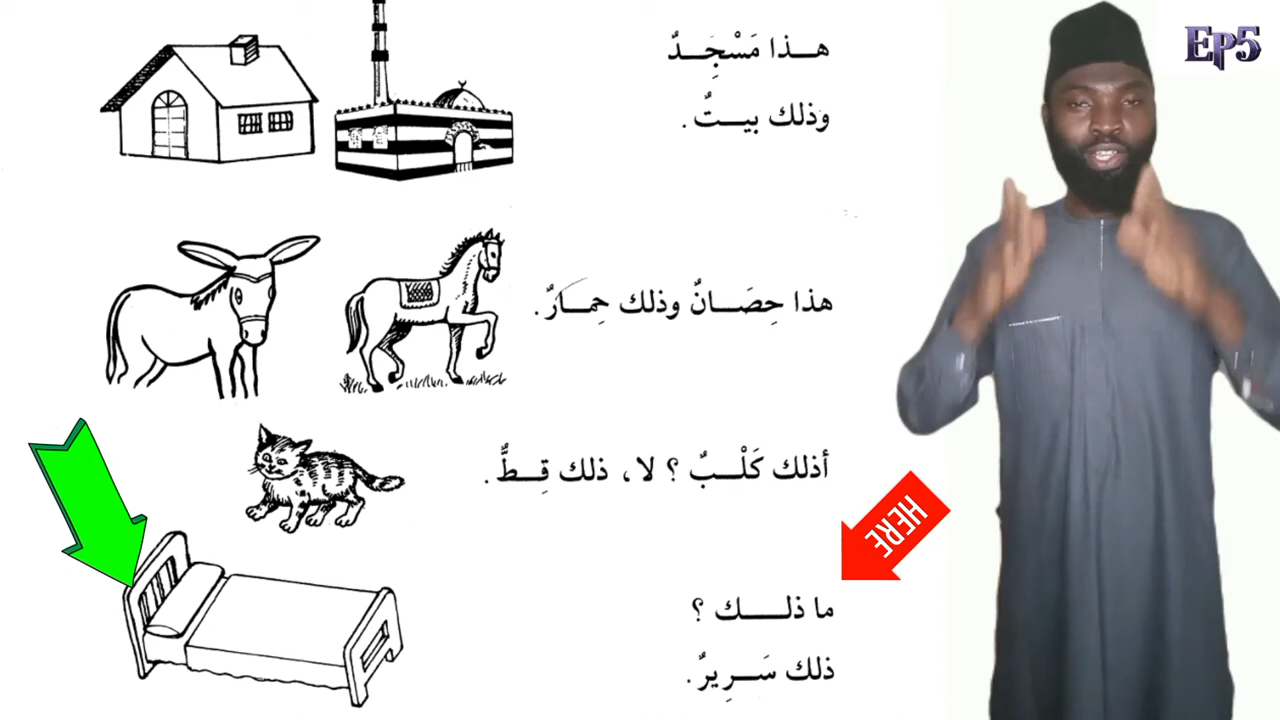 Ep5
هـذا مَسْجِـدٌ
وذلك بيـتٌ .
هذا حِصَـانٌ وذلك حِمـارٌ .
أذلك كَلْـبٌ ؟ لا، ذلك قِـطٌّ .
HERE
ما ذلـك ؟
ذلك سَـرِيرٌ .